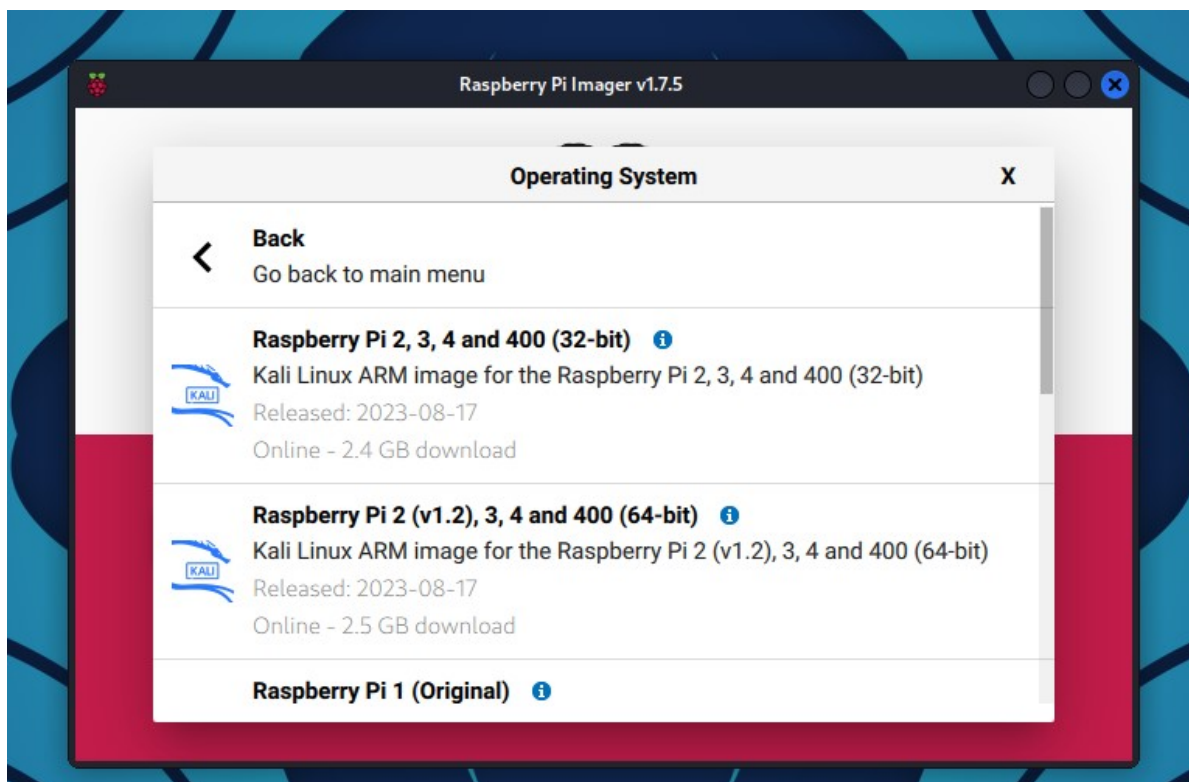 Raspberry Pi Imager v1.7.5
Operating System
X
Back
Go back to main menu
Raspberry Pi 2, 3, 4 and 400 (32-bit)
Kali Linux ARM image for the Raspberry Pi 2, 3, 4 and 400 (32-bit)
KALI
Released: 2023-08-17
Online - 2.4 GB download
Raspberry Pi 2 (v1.2), 3, 4 and 400 (64-bit)
Kali Linux ARM image for the Raspberry Pi 2 (v1.2), 3, 4 and 400 (64-bit)
KALI
Released: 2023-08-17
Online - 2.5 GB download
Raspberry Pi 1 (Original)